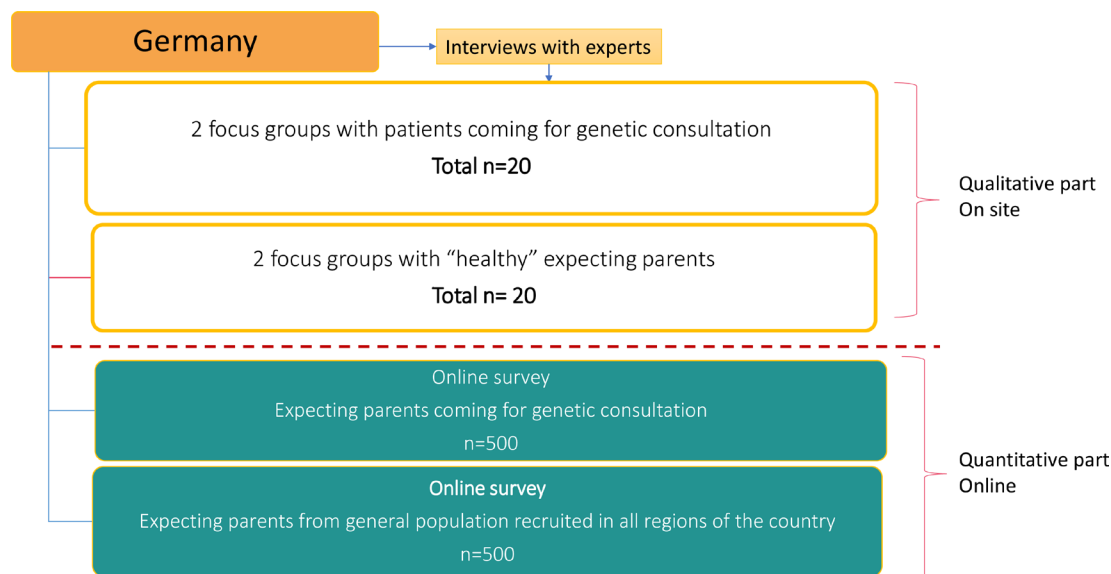 Germany
Interviews with experts
2 focus groups with patients coming for genetic consultation
Total n=20
Qualitative part
On site
2 focus groups with “healthy” expecting parents
Total n= 20
Online survey
Expecting parents coming for genetic consultation
n=500
Quantitative part
Online
Online survey
Expecting parents from general population recruited in all regions of the country
n=500